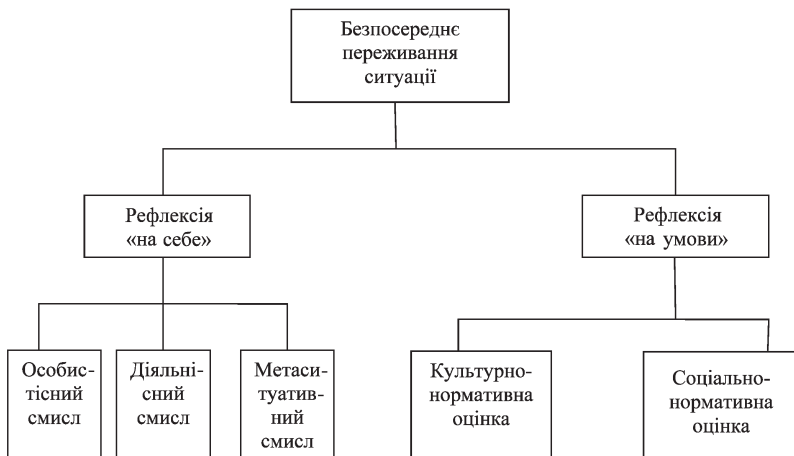 Безпосереднє
переживання
ситуації
Рефлексія
«на себе»
Рефлексія
«на умови»
Особис-
тісний
смисл
Діяльні-
сний
смисл
Метаси-
туатив-
ний
смисл
Культурно-
нормативна
оцінка
Соціально-
нормативна
оцінка